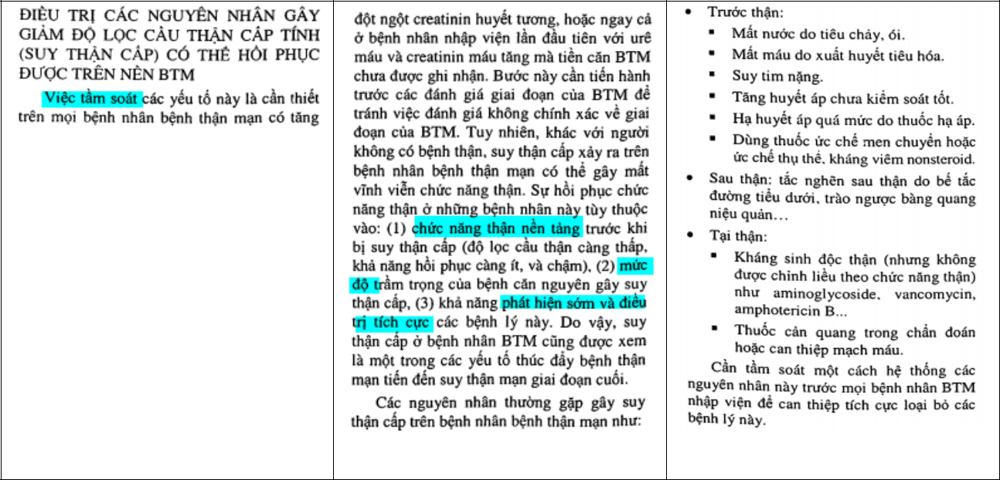 ĐIỀU TRỊ CÁC NGUYÊN NHÂN GÂY
GIẢM ĐỘ LỌC CẦU THẬN CẤP TÍNH
(SUY THẬN CẤP) CÓ THỂ HỒI PHỤC
ĐƯỢC TRÊN NỀN BTM
Việc tầm soát các yếu tố này là cần thiết
trên mọi bệnh nhân bệnh thận mạn có tăng
đột ngột creatinin huyết tương, hoặc ngay cả
ở bệnh nhân nhập viện lần đầu tiên với urê
máu và creatinin máu tăng mà tiền căn BTM
chưa được ghi nhận. Bước này cần tiến hành
trước các đánh giá giai đoạn của BTM để
tránh việc đánh giá không chính xác về giai
đoạn của BTM. Tuy nhiên, khác với người
không có bệnh thận, suy thận cấp xảy ra trên
bệnh nhân bệnh thận mạn có thể gây mất
vĩnh viễn chức năng thận. Sự hồi phục chức
năng thận ở những bệnh nhân này tùy thuộc
vào: (1) chức năng thận nền tảng trước khi
bị suy thận cấp (độ lọc cầu thận càng thấp,
khả năng hồi phục càng ít, và chậm), (2) mức
độ trầm trọng của bệnh căn nguyên gây suy
thận cấp, (3) khả năng phát hiện sớm và điều
trị tích cực các bệnh lý này. Do vậy, suy
thận cấp ở bệnh nhân BTM cũng được xem
là một trong các yếu tố thúc đẩy bệnh thận
mạn tiến đến suy thận mạn giai đoạn cuối.
Các nguyên nhân thường gặp gây suy
thận cấp trên bệnh nhân bệnh thận mạn như:
• Trước thận:
▪ Mất nước do tiêu chảy, ói.
▪ Mất máu do xuất huyết tiêu hóa.
▪ Suy tim nặng.
▪ Tăng huyết áp chưa kiểm soát tốt.
▪ Hạ huyết áp quá mức do thuốc hạ áp.
▪ Dùng thuốc ức chế men chuyển hoặc
ức chế thụ thể, kháng viêm nonsteroid.
• Sau thận: tắc nghẽn sau thận do bế tắc
đường tiểu dưới, trào ngược bàng quang
niệu quản...
• Tại thận:
▪ Kháng sinh độc thận (nhưng không
được chỉnh liều theo chức năng thận)
như aminoglycoside, vancomycin,
amphotericin B...
▪ Thuốc cản quang trong chẩn đoán
hoặc can thiệp mạch máu.
Cần tầm soát một cách hệ thống các
nguyên nhân này trước mọi bệnh nhân BTM
nhập viện để can thiệp tích cực loại bỏ các
bệnh lý này.